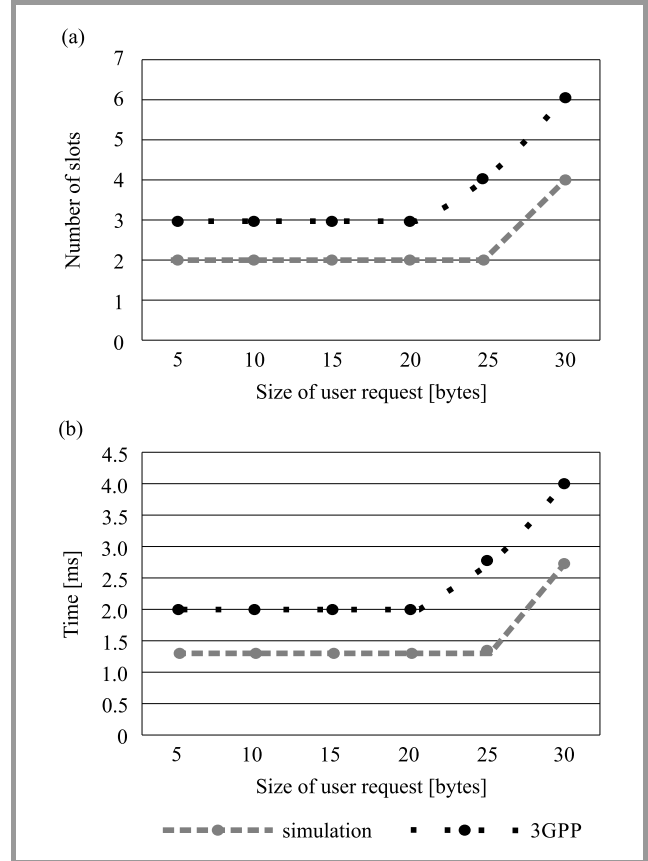 (a)
7
6
5
4
3
2
1
0
Number of slots
5 10 15 20 25 30
Size of user request [bytes]
(b)
4.5
4.0
3.5
3.0
2.5
2.0
1.5
1.0
0.5
0
Time [ms]
5 10 15 20 25 30
Size of user request [bytes]
simulation 3GPP